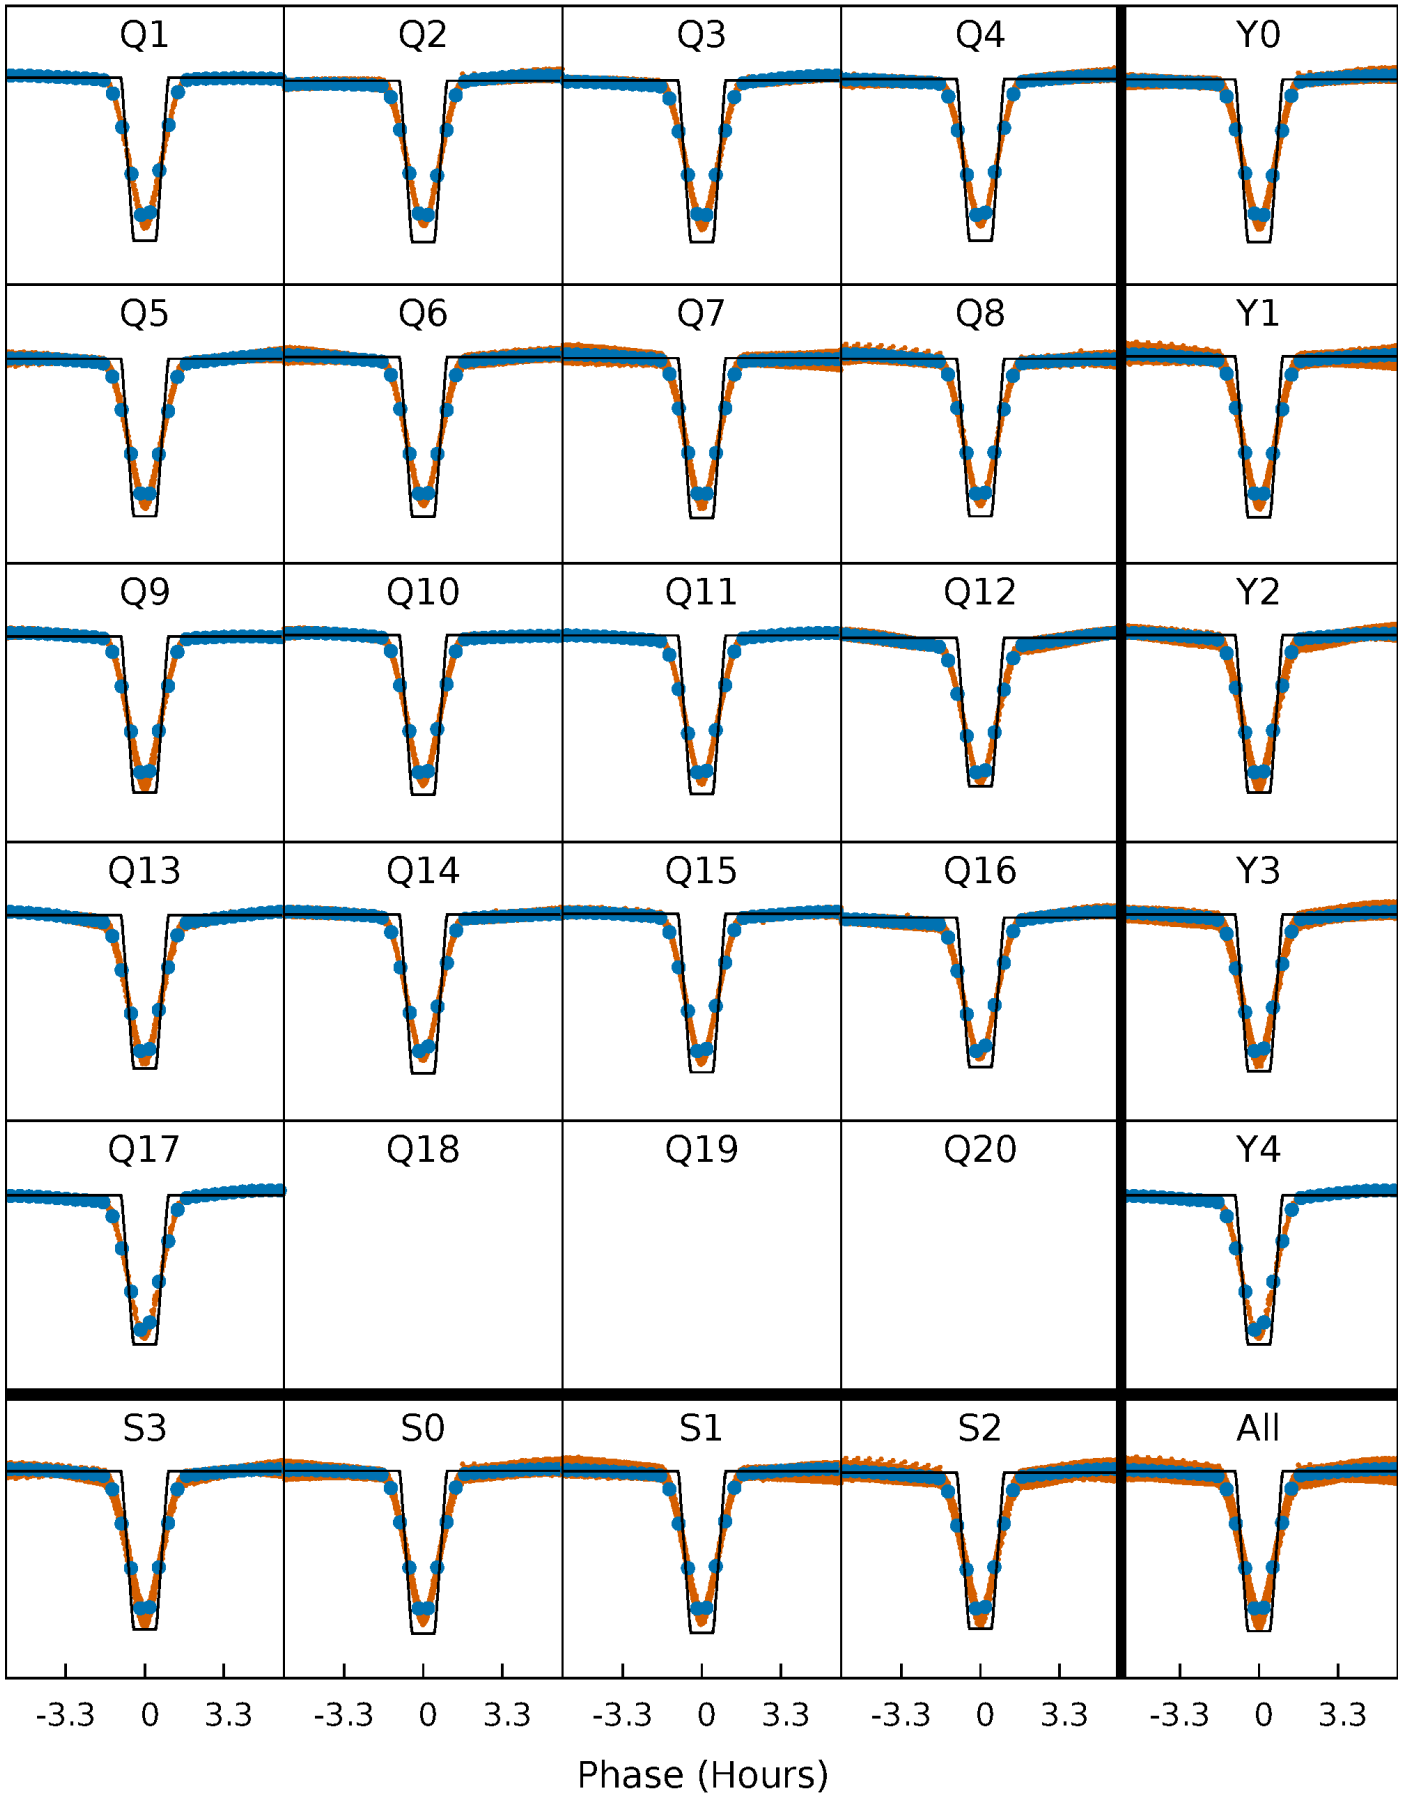 Q1 Q2 Q3 Q4 Y0
Q5 Q6 Q7 Q8 Y1
Q9 Q10 Q11 Q12 Y2
Q13 Q14 Q15 Q16 Y3
Q17 Q18 Q19 Q20 Y4
S3 S0 S1 S2 All
-3.3 0 3.3 -3.3 0 3.3 -3.3 0 3.3 -3.3 0 3.3 -3.3 0 3.3
Phase (Hours)